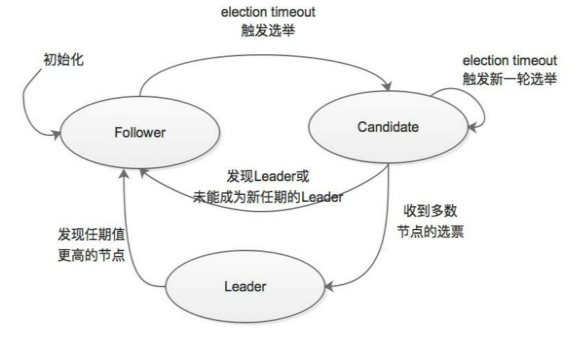 election timeout
触发选举
初始化
election timeout
触发新一轮选举
Follower
Candidate
发现Leader或
未能成为新任期的Leader
收到多数
节点的选票
发现任期值
更高的节点
Leader